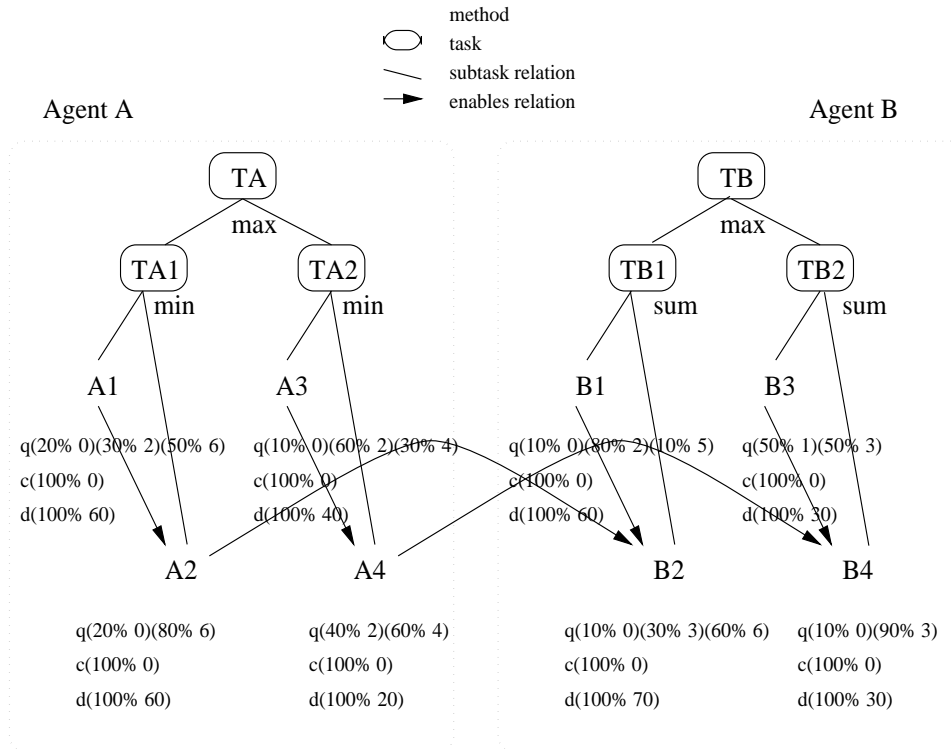 method
task
subtask relation
enables relation
Agent A
Agent B
TA
TB
max
max
TA1
TA2
TB1
TB2
min
min
sum
sum
A1
A3
B1
B3
q(20% 0)(30% 2)(50% 6)
q(10% 0)(60% 2)(30% 4)
q(10% 0)(80% 2)(10% 5)
q(50% 1)(50% 3)
c(100% 0)
c(100% 0)
c(100% 0)
c(100% 0)
d(100% 60)
d(100% 40)
d(100% 60)
d(100% 30)
A2
A4
B2
B4
q(20% 0)(80% 6)
q(40% 2)(60% 4)
q(10% 0)(30% 3)(60% 6)
q(10% 0)(90% 3)
c(100% 0)
c(100% 0)
c(100% 0)
c(100% 0)
d(100% 60)
d(100% 20)
d(100% 70)
d(100% 30)